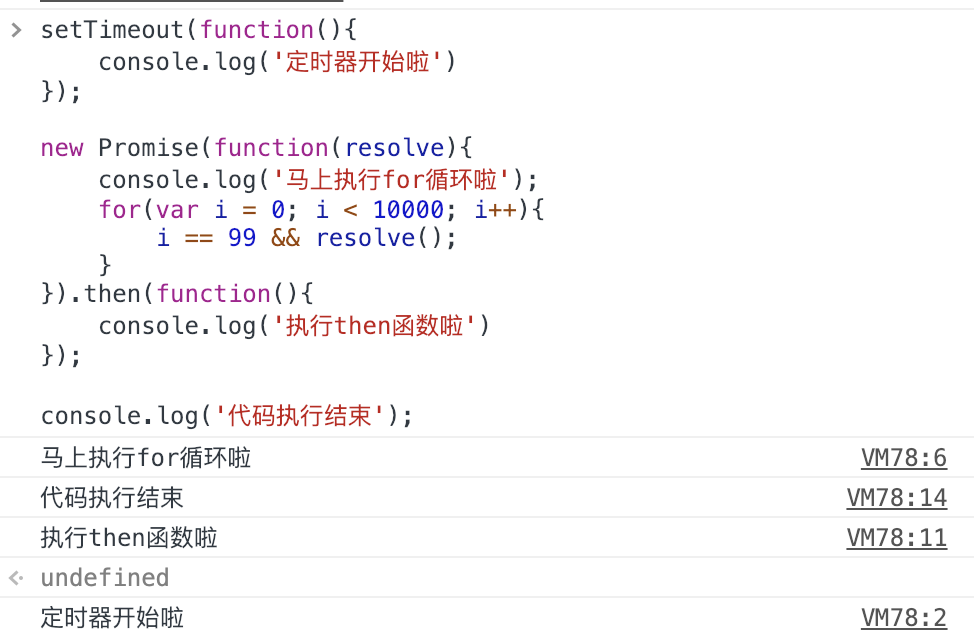 setTimeout(function(){
    console.log('定时器开始啦')
});

new Promise(function(resolve){
    console.log('马上执行for循环啦');
    for(var i = 0; i < 10000; i++){
        i == 99 && resolve();
    }
}).then(function(){
    console.log('执行then函数啦')
});

console.log('代码执行结束');
马上执行for循环啦 VM78:6
代码执行结束 VM78:14
执行then函数啦 VM78:11
undefined
定时器开始啦 VM78:2